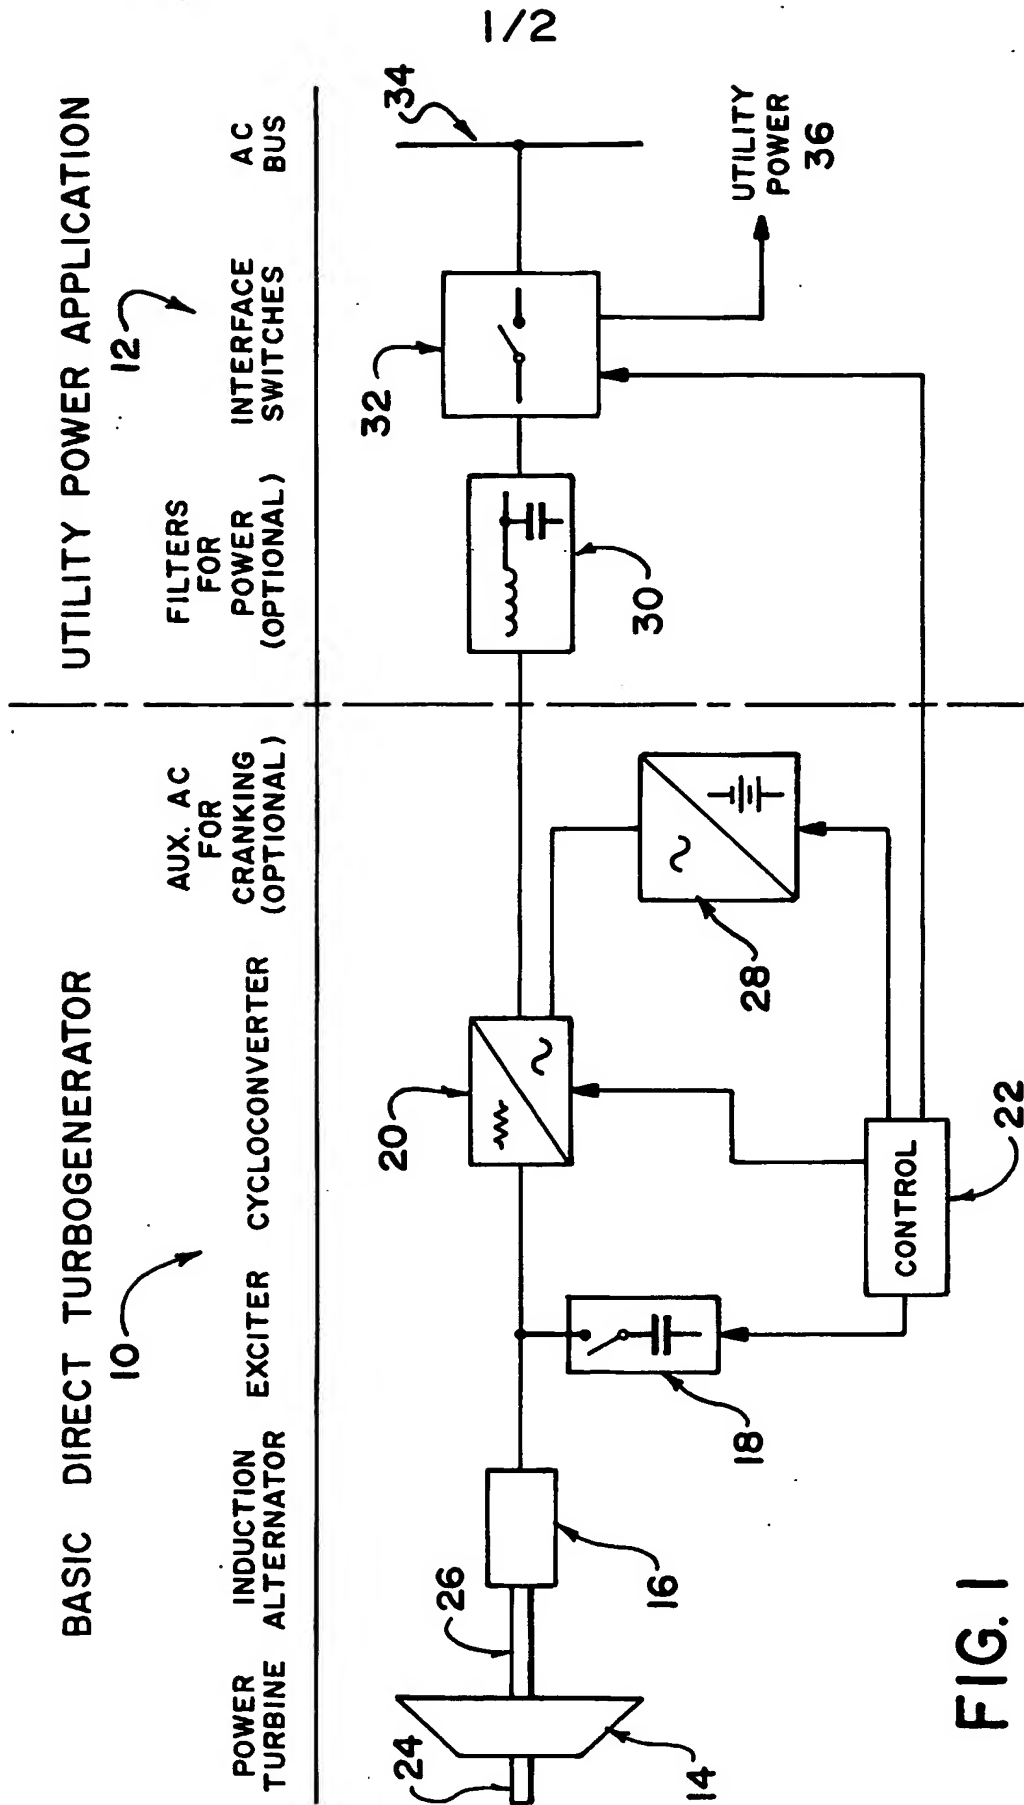 1/2
BASIC DIRECT TURBOGENERATOR
10
UTILITY POWER APPLICATION
12
POWER
TURBINE
INDUCTION
ALTERNATOR
EXCITER
CYCLOCONVERTER
AUX. AC
FOR
CRANKING
(OPTIONAL)
FILTERS
FOR
POWER
(OPTIONAL)
INTERFACE
SWITCHES
AC
BUS
24
26
14
16
18
20
28
30
32
34
CONTROL
22
UTILITY
POWER
36
FIG. 1